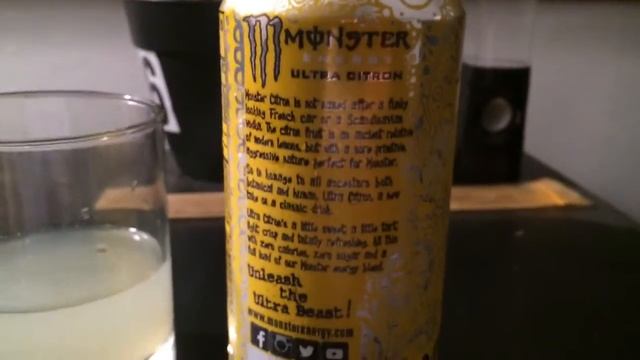 MONSTER
ENERGY
ULTRA CITRON
Monster Citron is not named after a funky
looking French car or a Scandinavian
vodka. The citron fruit is an ancient relative
of modern lemons, but with a more primitive,
aggressive nature perfect for Monster.
So in homage to all ancestors both
botanical and human, Ultra Citron, a new
take on a classic drink.
Ultra Citron's a little sweet, a little tart
light crisp and totally refreshing. All this
with zero calories, zero sugar and a
full load of our Monster energy blend.
Unleash
the
Ultra Beast!
www.monsterenergy.com